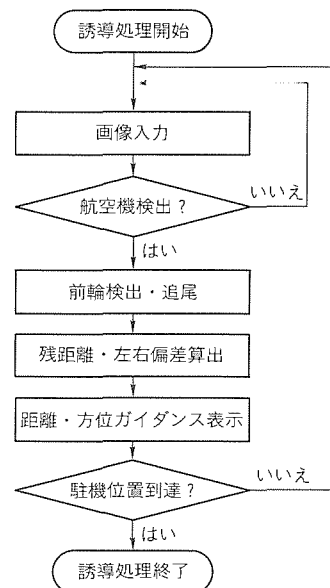 誘導処理開始
画像入力
航空機検出？
いいえ
はい
前輪検出・追尾
残距離・左右偏差算出
距離・方位ガイダンス表示
駐機位置到達？
いいえ
はい
誘導処理終了